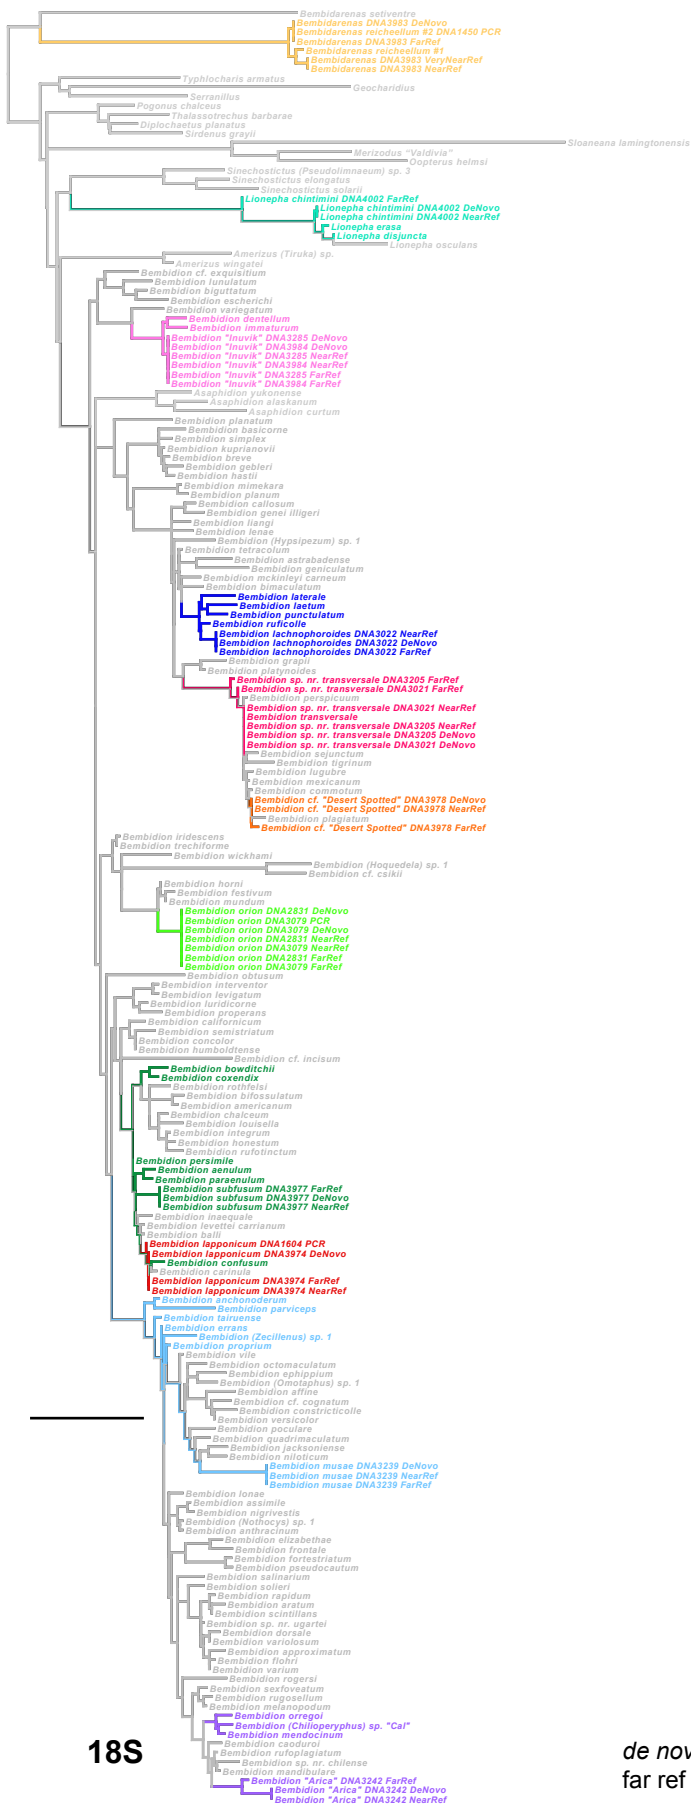 Bembidarenas setiventre
Bembidarenas DNA3983 DeNovo
Bembidarenas reicheellum #2 DNA1450 PCR
Bembidarenas DNA3983 FarRef
Bembidarenas reicheellum #1
Bembidarenas DNA3983 VeryNearRef
Bembidarenas DNA3983 NearRef
Typhlocharis armatus
Geocharidius
Serranillus
Pogonus chalceus
Thalassotrechus barbarae
Diplochaetus planatus
Sirdenus grayii
Sloaneana lamingtonensis
Merizodus "Valdivia"
Oopterus helmsi
Sinechostictus (Pseudolimnaeum) sp. 3
Sinechostictus elongatus
Sinechostictus solarii
Lionepha chintimini DNA4002 FarRef
Lionepha chintimini DNA4002 DeNovo
Lionepha chintimini DNA4002 NearRef
Lionepha erasa
Lionepha disjuncta
Lionepha osculans
Amerizus (Tiruka) sp.
Amerizus wingatei
Bembidion cf. exquisitium
Bembidion lunulatum
Bembidion biguttatum
Bembidion escherichi
Bembidion variegatum
Bembidion dentellum
Bembidion immaturum
Bembidion "Inuvik" DNA3285 DeNovo
Bembidion "Inuvik" DNA3984 DeNovo
Bembidion "Inuvik" DNA3285 NearRef
Bembidion "Inuvik" DNA3984 NearRef
Bembidion "Inuvik" DNA3285 FarRef
Bembidion "Inuvik" DNA3984 FarRef
Asaphidion yukonense
Asaphidion alaskanum
Asaphidion curtum
Bembidion planatum
Bembidion basicorne
Bembidion simplex
Bembidion kuprianovii
Bembidion breve
Bembidion gebleri
Bembidion hastii
Bembidion mimekara
Bembidion planum
Bembidion callosum
Bembidion genei illigeri
Bembidion liangi
Bembidion lenae
Bembidion (Hypsipezum) sp. 1
Bembidion tetracolum
Bembidion astrabadense
Bembidion geniculatum
Bembidion mckinleyi carneum
Bembidion bimaculatum
Bembidion laterale
Bembidion laetum
Bembidion punctulatum
Bembidion ruficolle
Bembidion lachnophoroides DNA3022 NearRef
Bembidion lachnophoroides DNA3022 DeNovo
Bembidion lachnophoroides DNA3022 FarRef
Bembidion grapii
Bembidion platynoides
Bembidion sp. nr. transversale DNA3205 FarRef
Bembidion sp. nr. transversale DNA3021 FarRef
Bembidion perspicuum
Bembidion sp. nr. transversale DNA3021 NearRef
Bembidion transversale
Bembidion sp. nr. transversale DNA3205 NearRef
Bembidion sp. nr. transversale DNA3205 DeNovo
Bembidion sp. nr. transversale DNA3021 DeNovo
Bembidion sejunctum
Bembidion tigrinum
Bembidion lugubre
Bembidion mexicanum
Bembidion commotum
Bembidion cf. "Desert Spotted" DNA3978 DeNovo
Bembidion cf. "Desert Spotted" DNA3978 NearRef
Bembidion plagiatum
Bembidion cf. "Desert Spotted" DNA3978 FarRef
Bembidion iridescens
Bembidion trechiforme
Bembidion wickhami
Bembidion (Hoquedela) sp. 1
Bembidion cf. csikii
Bembidion horni
Bembidion festivum
Bembidion mundum
Bembidion orion DNA2831 DeNovo
Bembidion orion DNA3079 PCR
Bembidion orion DNA3079 DeNovo
Bembidion orion DNA2831 NearRef
Bembidion orion DNA3079 NearRef
Bembidion orion DNA2831 FarRef
Bembidion orion DNA3079 FarRef
Bembidion obtusum
Bembidion interventor
Bembidion levigatum
Bembidion luridicorne
Bembidion properans
Bembidion californicum
Bembidion semistriatum
Bembidion concolor
Bembidion humboldtense
Bembidion cf. incisum
Bembidion bowditchii
Bembidion coxendix
Bembidion rothfelsi
Bembidion bifossulatum
Bembidion americanum
Bembidion chalceum
Bembidion louisella
Bembidion integrum
Bembidion honestum
Bembidion rufotinctum
Bembidion persimile
Bembidion aenulum
Bembidion paraenulum
Bembidion subfusum DNA3977 FarRef
Bembidion subfusum DNA3977 DeNovo
Bembidion subfusum DNA3977 NearRef
Bembidion inaequale
Bembidion levettei carrianum
Bembidion balli
Bembidion lapponicum DNA1604 PCR
Bembidion lapponicum DNA3974 DeNovo
Bembidion confusum
Bembidion carinula
Bembidion lapponicum DNA3974 FarRef
Bembidion lapponicum DNA3974 NearRef
Bembidion anchonoderum
Bembidion parviceps
Bembidion tairuense
Bembidion errans
Bembidion (Zecillenus) sp. 1
Bembidion proprium
Bembidion vile
Bembidion octomaculatum
Bembidion ephippium
Bembidion (Omotaphus) sp. 1
Bembidion affine
Bembidion cf. cognatum
Bembidion constricticolle
Bembidion versicolor
Bembidion poculare
Bembidion quadrimaculatum
Bembidion jacksoniense
Bembidion niloticum
Bembidion musae DNA3239 DeNovo
Bembidion musae DNA3239 NearRef
Bembidion musae DNA3239 FarRef
Bembidion lonae
Bembidion assimile
Bembidion nigrivestis
Bembidion (Nothocys) sp. 1
Bembidion anthracinum
Bembidion elizabethae
Bembidion frontale
Bembidion fortestriatum
Bembidion pseudocautum
Bembidion salinarium
Bembidion solieri
Bembidion rapidum
Bembidion aratum
Bembidion scintillans
Bembidion sp. nr. ugartei
Bembidion dorsale
Bembidion variolosum
Bembidion approximatum
Bembidion flohri
Bembidion varium
Bembidion rogersi
Bembidion sexfoveatum
Bembidion rugosellum
Bembidion melanopodum
Bembidion orregoi
Bembidion (Chilioperyphus) sp. "Cal"
Bembidion mendocinum
Bembidion caoduroi
Bembidion rufoplagiatum
Bembidion sp. nr. chilense
Bembidion mandibulare
Bembidion "Arica" DNA3242 FarRef
Bembidion "Arica" DNA3242 DeNovo
Bembidion "Arica" DNA3242 NearRef
18S
de nov
far ref